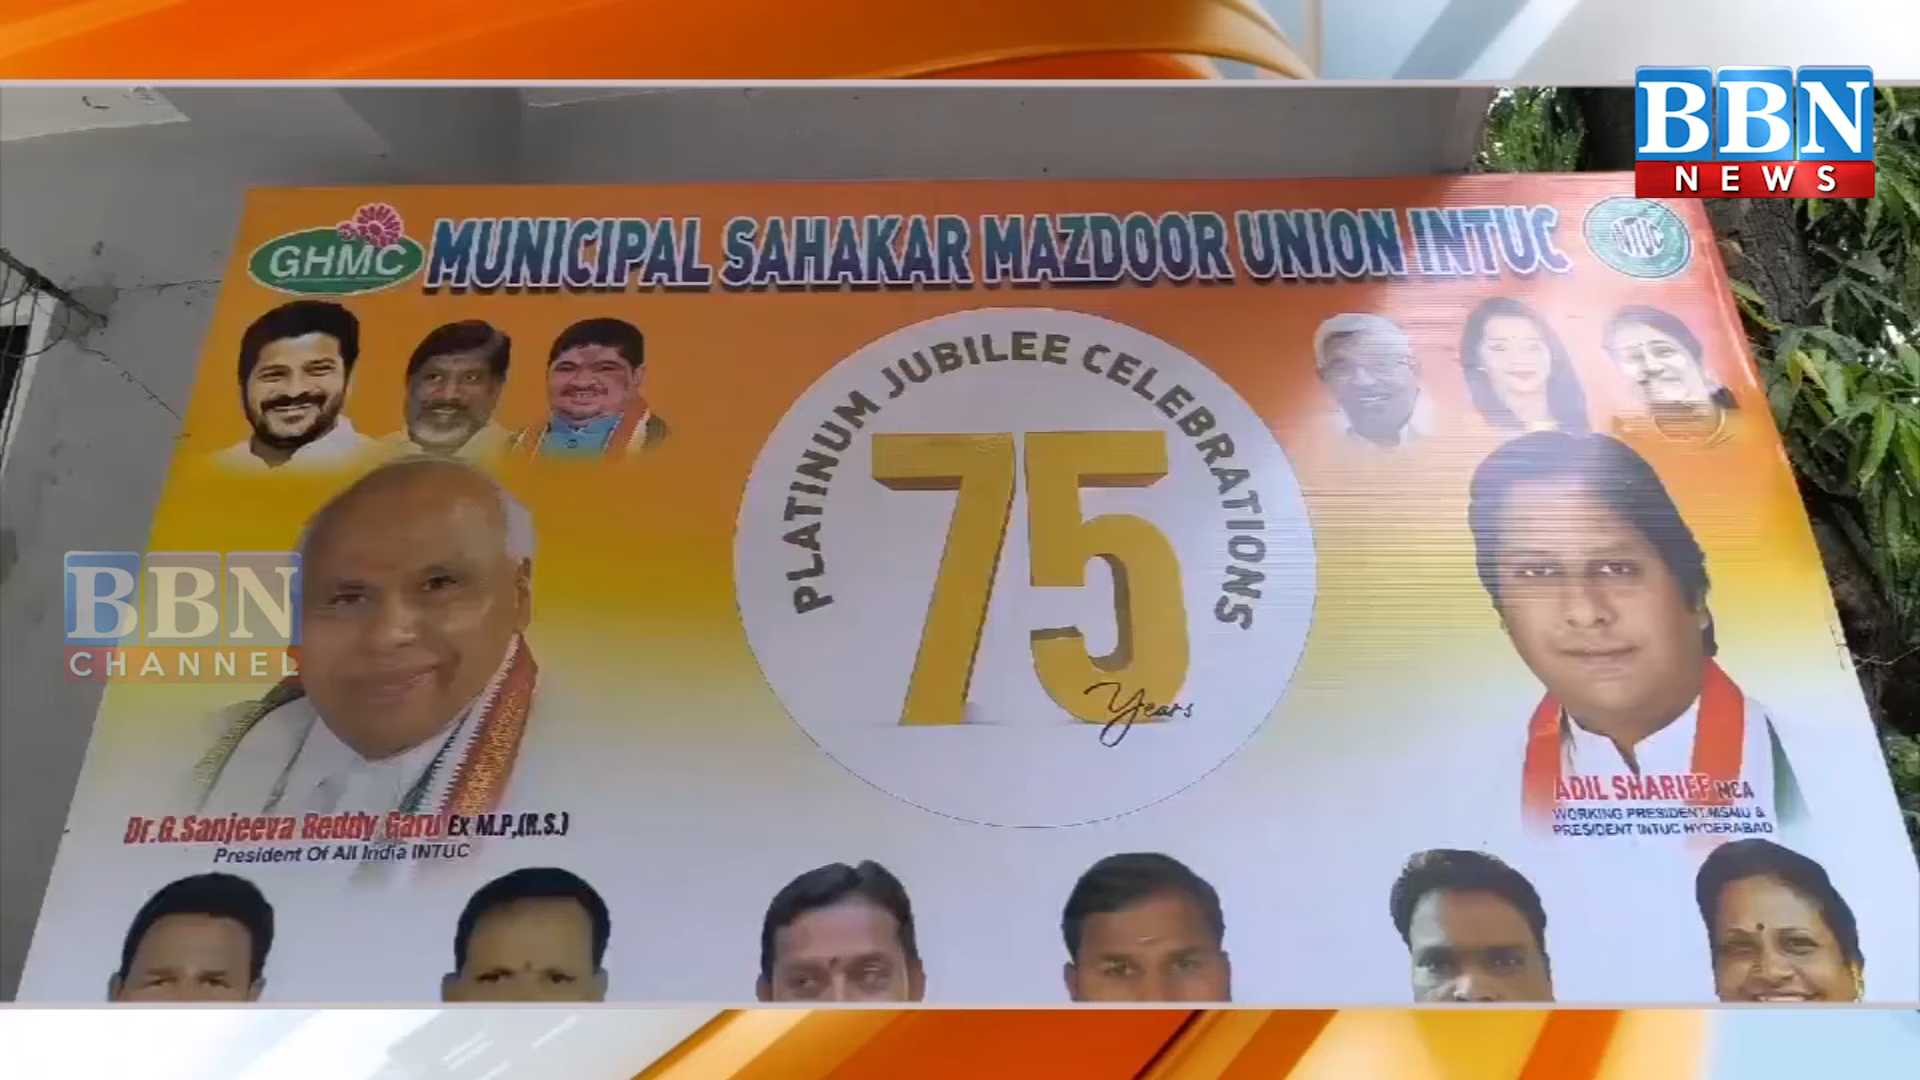 BBN
NEWS
GHMC MUNICIPAL SAHAKAR MAZDOOR UNION INTUC
INTUC
PLATINUM JUBILEE CELEBRATIONS
75
Years
BBN
CHANNEL
Dr.G.Sanjeeva Reddy Garu Ex M.P,(R.S.)
President Of All India INTUC
ADIL SHARIEF MCA
WORKING PRESIDENT MSMU &
PRESIDENT INTUC HYDERABAD